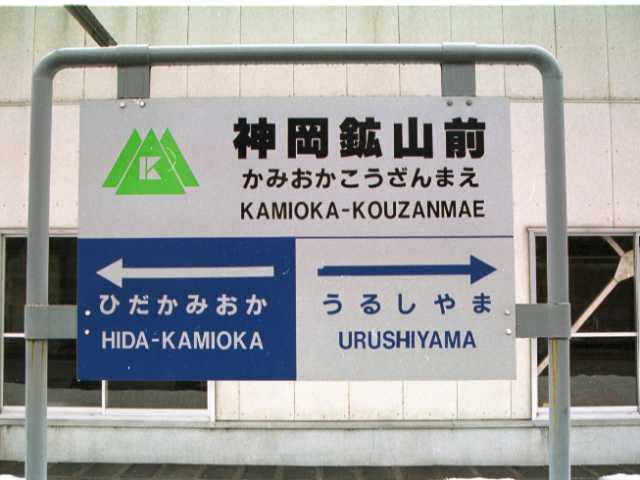 神岡鉱山前
かみおかこうざんまえ
KAMIOKA-KOUZANMAE
K
ひだかみおか
HIDA-KAMIOKA
うるしやま
URUSHIYAMA